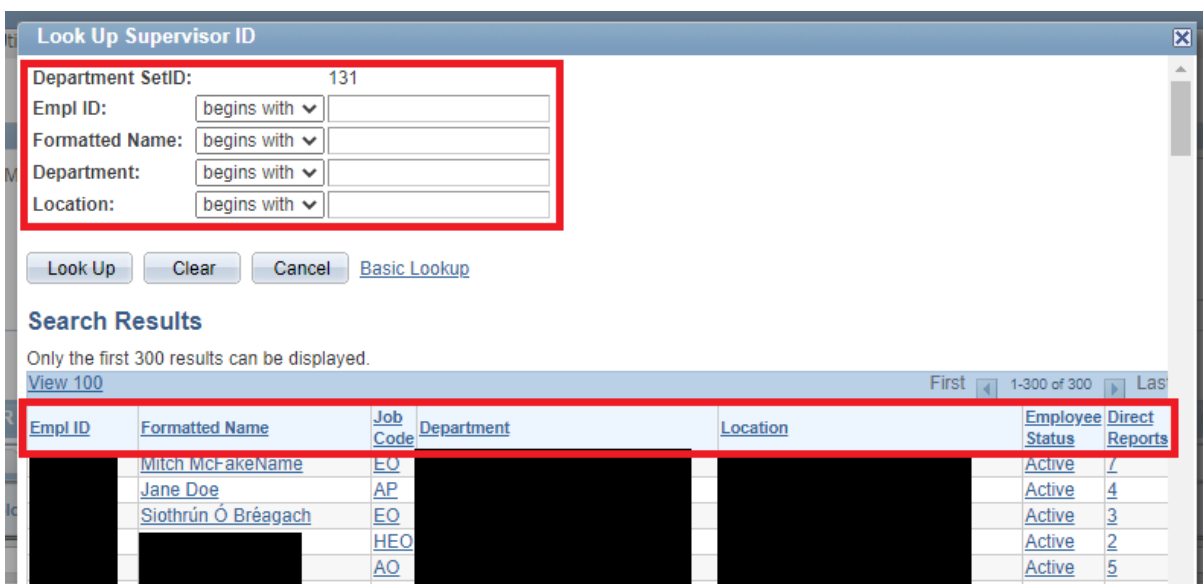 Look Up Supervisor ID
Department SetID: 131
Empl ID: begins with
Formatted Name: begins with
Department: begins with
Location: begins with
Look Up Clear Cancel Basic Lookup
Search Results
Only the first 300 results can be displayed.
View 100 First 1-300 of 300
Empl ID Formatted Name Job Code Department Location Employee Status Direct Reports
Mitch McFakeName EO Active 7
Jane Doe AP Active 4
Siothrún Ó Bréagach EO Active 3
HEO Active 2
AO Active 5